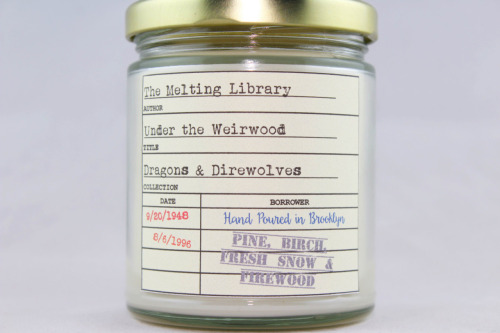 The Melting Library
AUTHOR
Under the Weirwood
TITLE
Dragons & Direwolves
COLLECTION
DATE BORROWER
9/20/1948 Hand Poured in Brooklyn
8/6/1996 PINE, BIRCH,
FRESH SNOW &
FIREWOOD